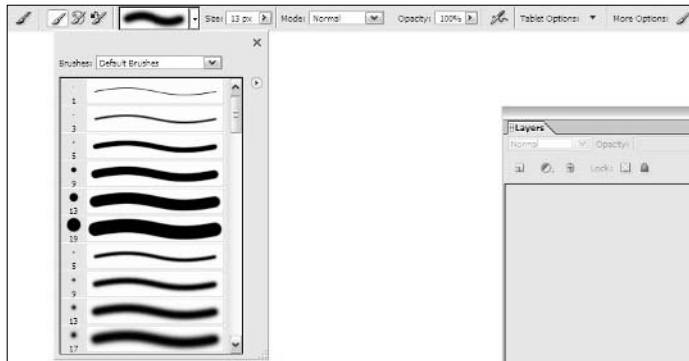 Size: 13 px Mode: Normal Opacity: 100% Tablet Options: More Options:
Brushes: Default Brushes
1
3
5
9
13
19
5
9
13
17
Layers
Normal Opacity:
Lock: